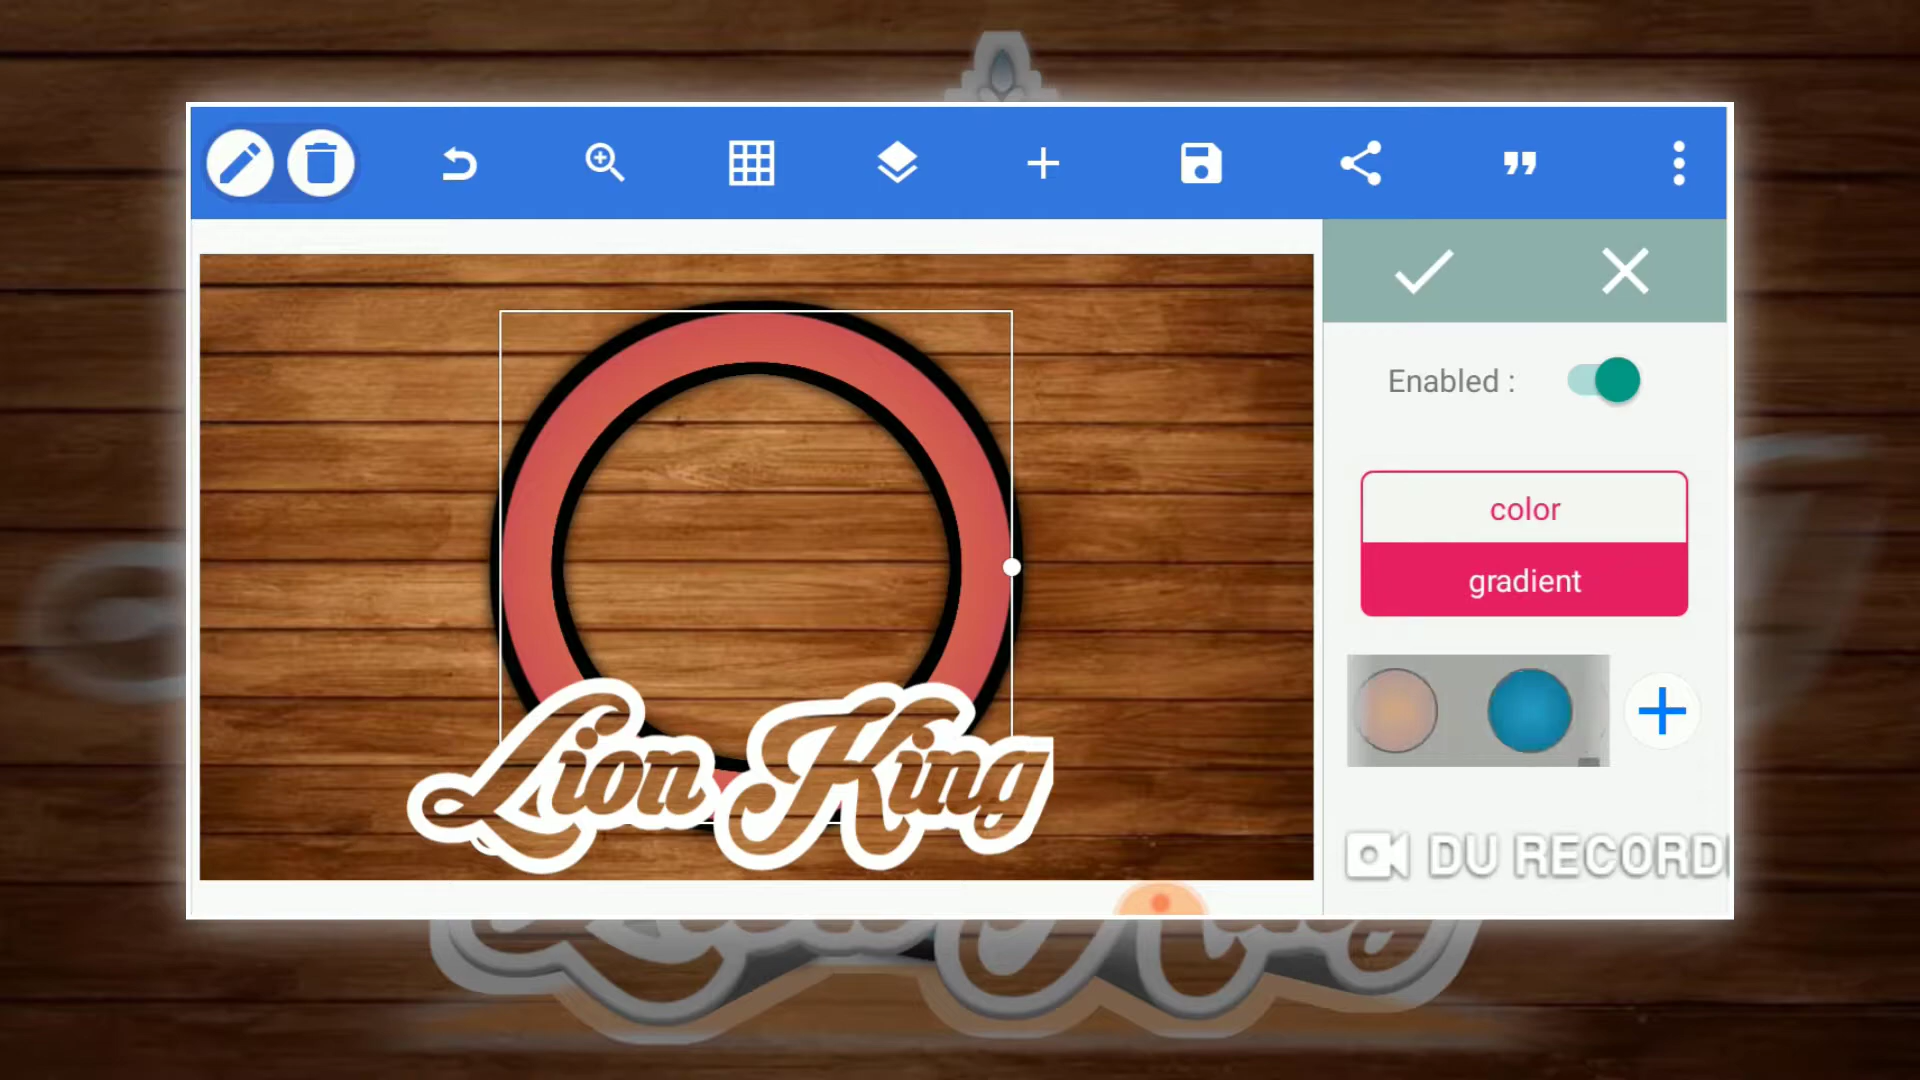 Enabled :
color
gradient
Lion King
DU RECORD